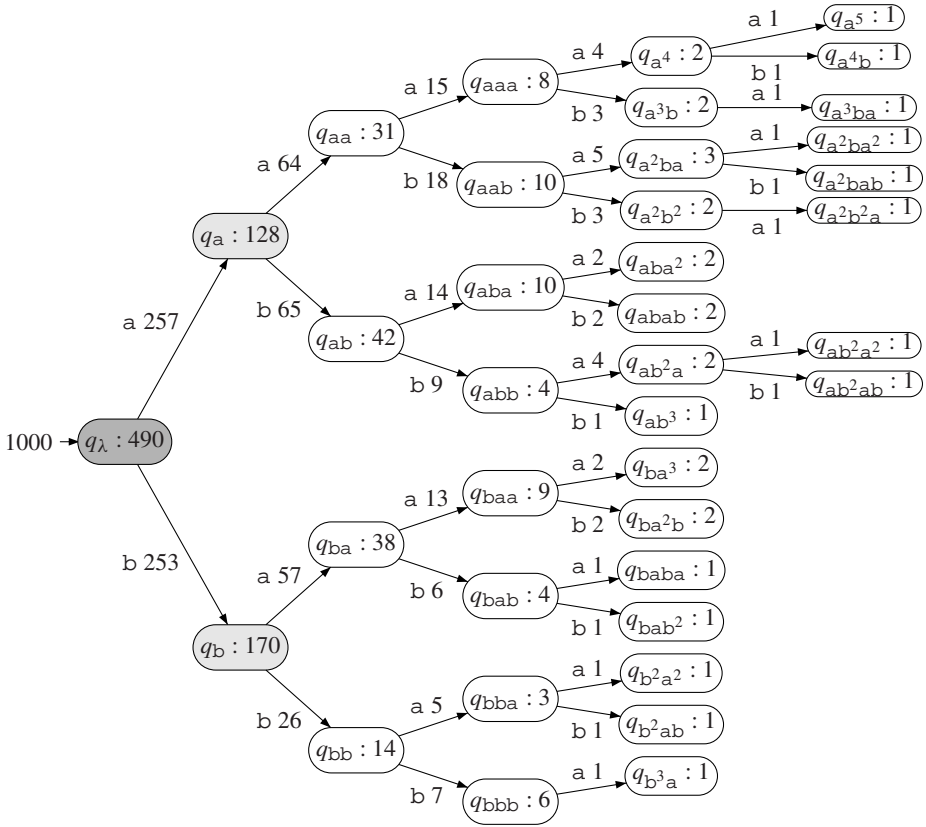 a 1
q_{a^5} : 1
a 4
q_{a^4} : 2
q_{a^4b} : 1
a 15
q_{aaa} : 8
b 1
b 3
q_{a^3b} : 2
a 1
q_{a^3ba} : 1
q_{aa} : 31
a 64
b 18
q_{aab} : 10
a 5
q_{a^2ba} : 3
a 1
q_{a^2ba^2} : 1
b 1
q_{a^2bab} : 1
b 3
q_{a^2b^2} : 2
a 1
q_{a^2b^2a} : 1
q_a : 128
a 257
b 65
a 14
q_{aba} : 10
a 2
q_{aba^2} : 2
b 2
q_{abab} : 2
q_{ab} : 42
b 9
q_{abb} : 4
a 4
q_{ab^2a} : 2
a 1
q_{ab^2a^2} : 1
b 1
q_{ab^2ab} : 1
b 1
q_{ab^3} : 1
1000
q_λ : 490
b 253
a 57
a 13
q_{baa} : 9
a 2
q_{ba^3} : 2
b 2
q_{ba^2b} : 2
q_{ba} : 38
b 6
q_{bab} : 4
a 1
q_{baba} : 1
b 1
q_{bab^2} : 1
q_b : 170
b 26
a 5
q_{bba} : 3
a 1
q_{b^2a^2} : 1
b 1
q_{b^2ab} : 1
q_{bb} : 14
b 7
q_{bbb} : 6
a 1
q_{b^3a} : 1